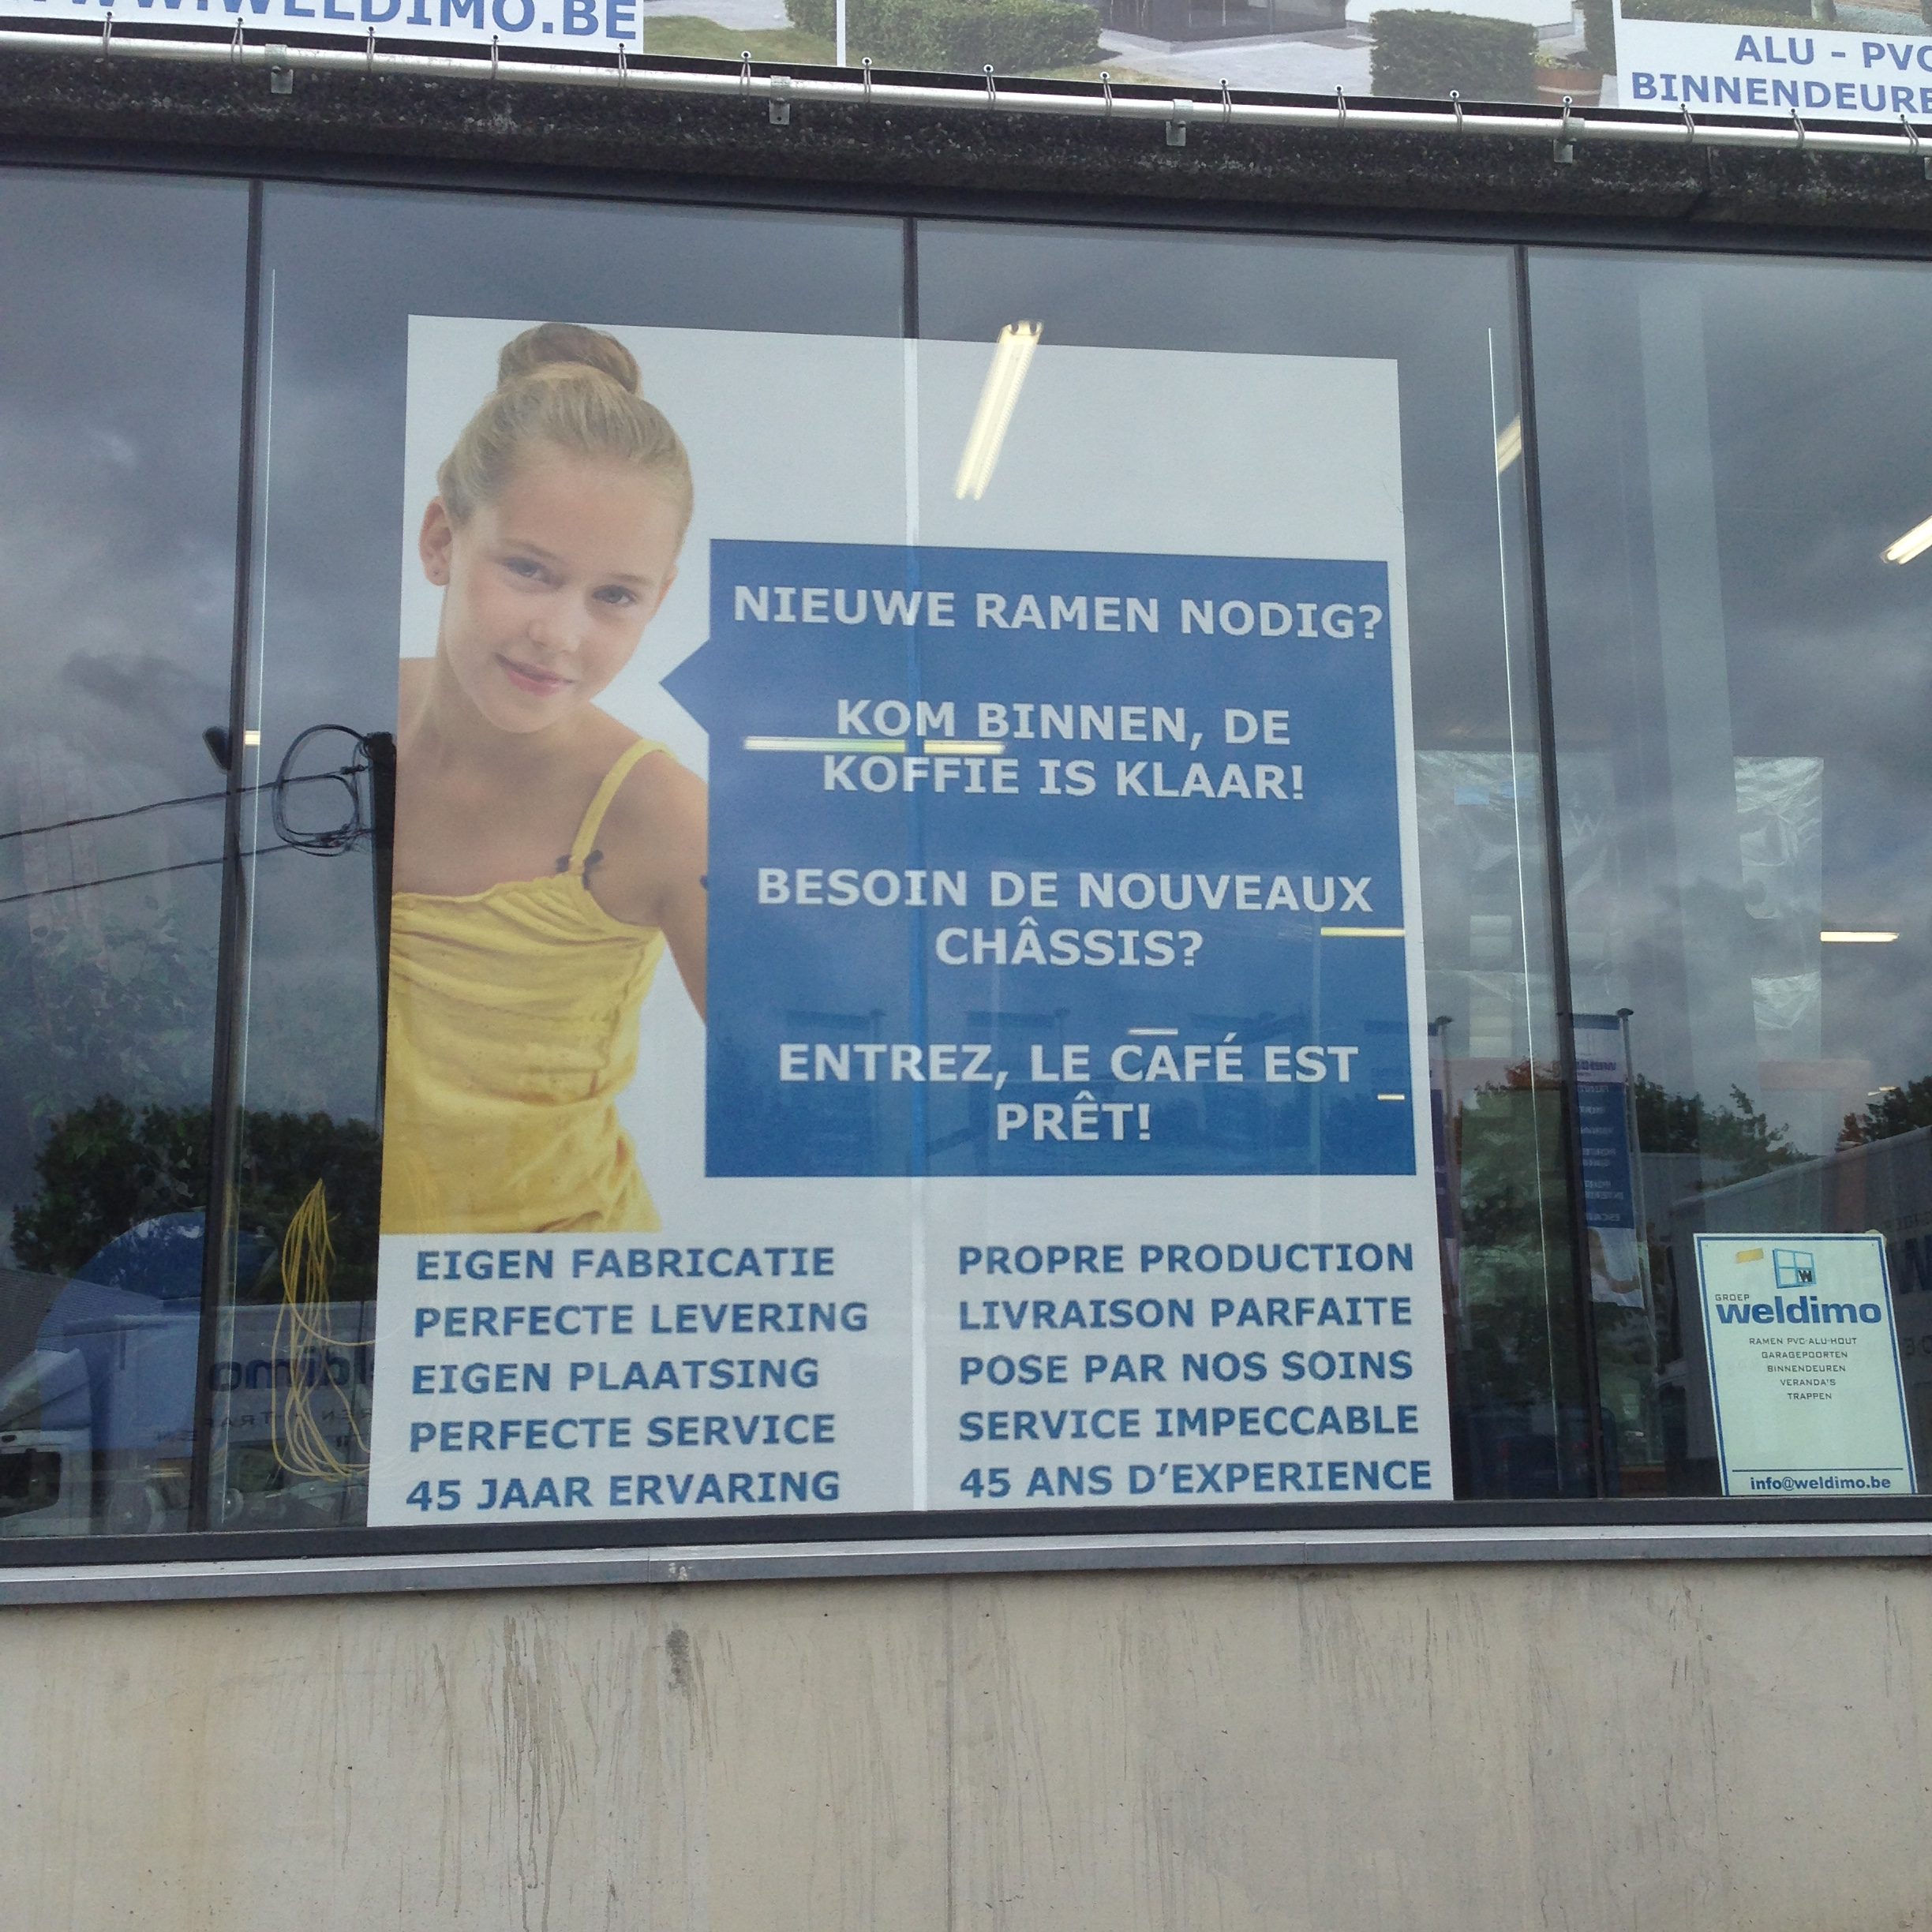 WELDIMO.BE
ALU - PVC
NIEUWE RAMEN NODIG?
KOM BINNEN, DE
KOFFIE IS KLAAR!
BESOIN DE NOUVEAUX
CHÂSSIS?
ENTREZ, LE CAFÉ EST
PRÊT!
EIGEN FABRICATIE
PERFECTE LEVERING
EIGEN PLAATSING
PERFECTE SERVICE
45 JAAR ERVARING
PROPRE PRODUCTION
LIVRAISON PARFAITE
POSE PAR NOS SOINS
SERVICE IMPECCABLE
45 ANS D'EXPERIENCE
W
GROEP
weldimo
RAMEN PVC-ALU-HOUT
GARAGEPOORTEN
BINNENDEUREN
VERANDA'S
TRAPPEN
info@weldimo.be